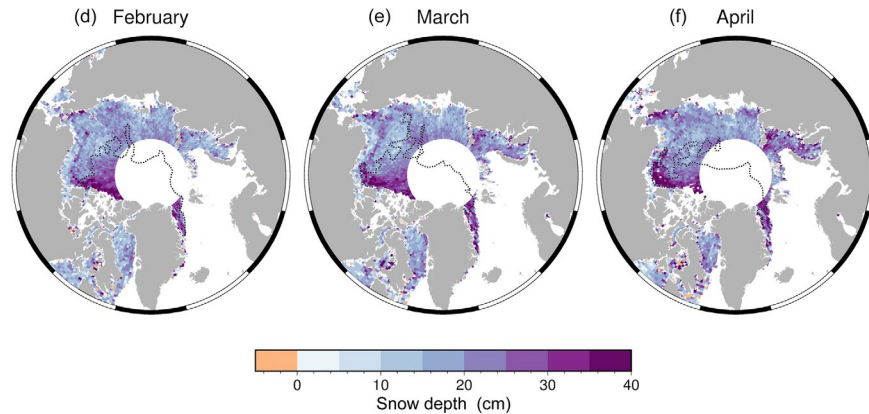 (d) February
(e) March
(f) April
0 10 20 30 40
Snow depth (cm)